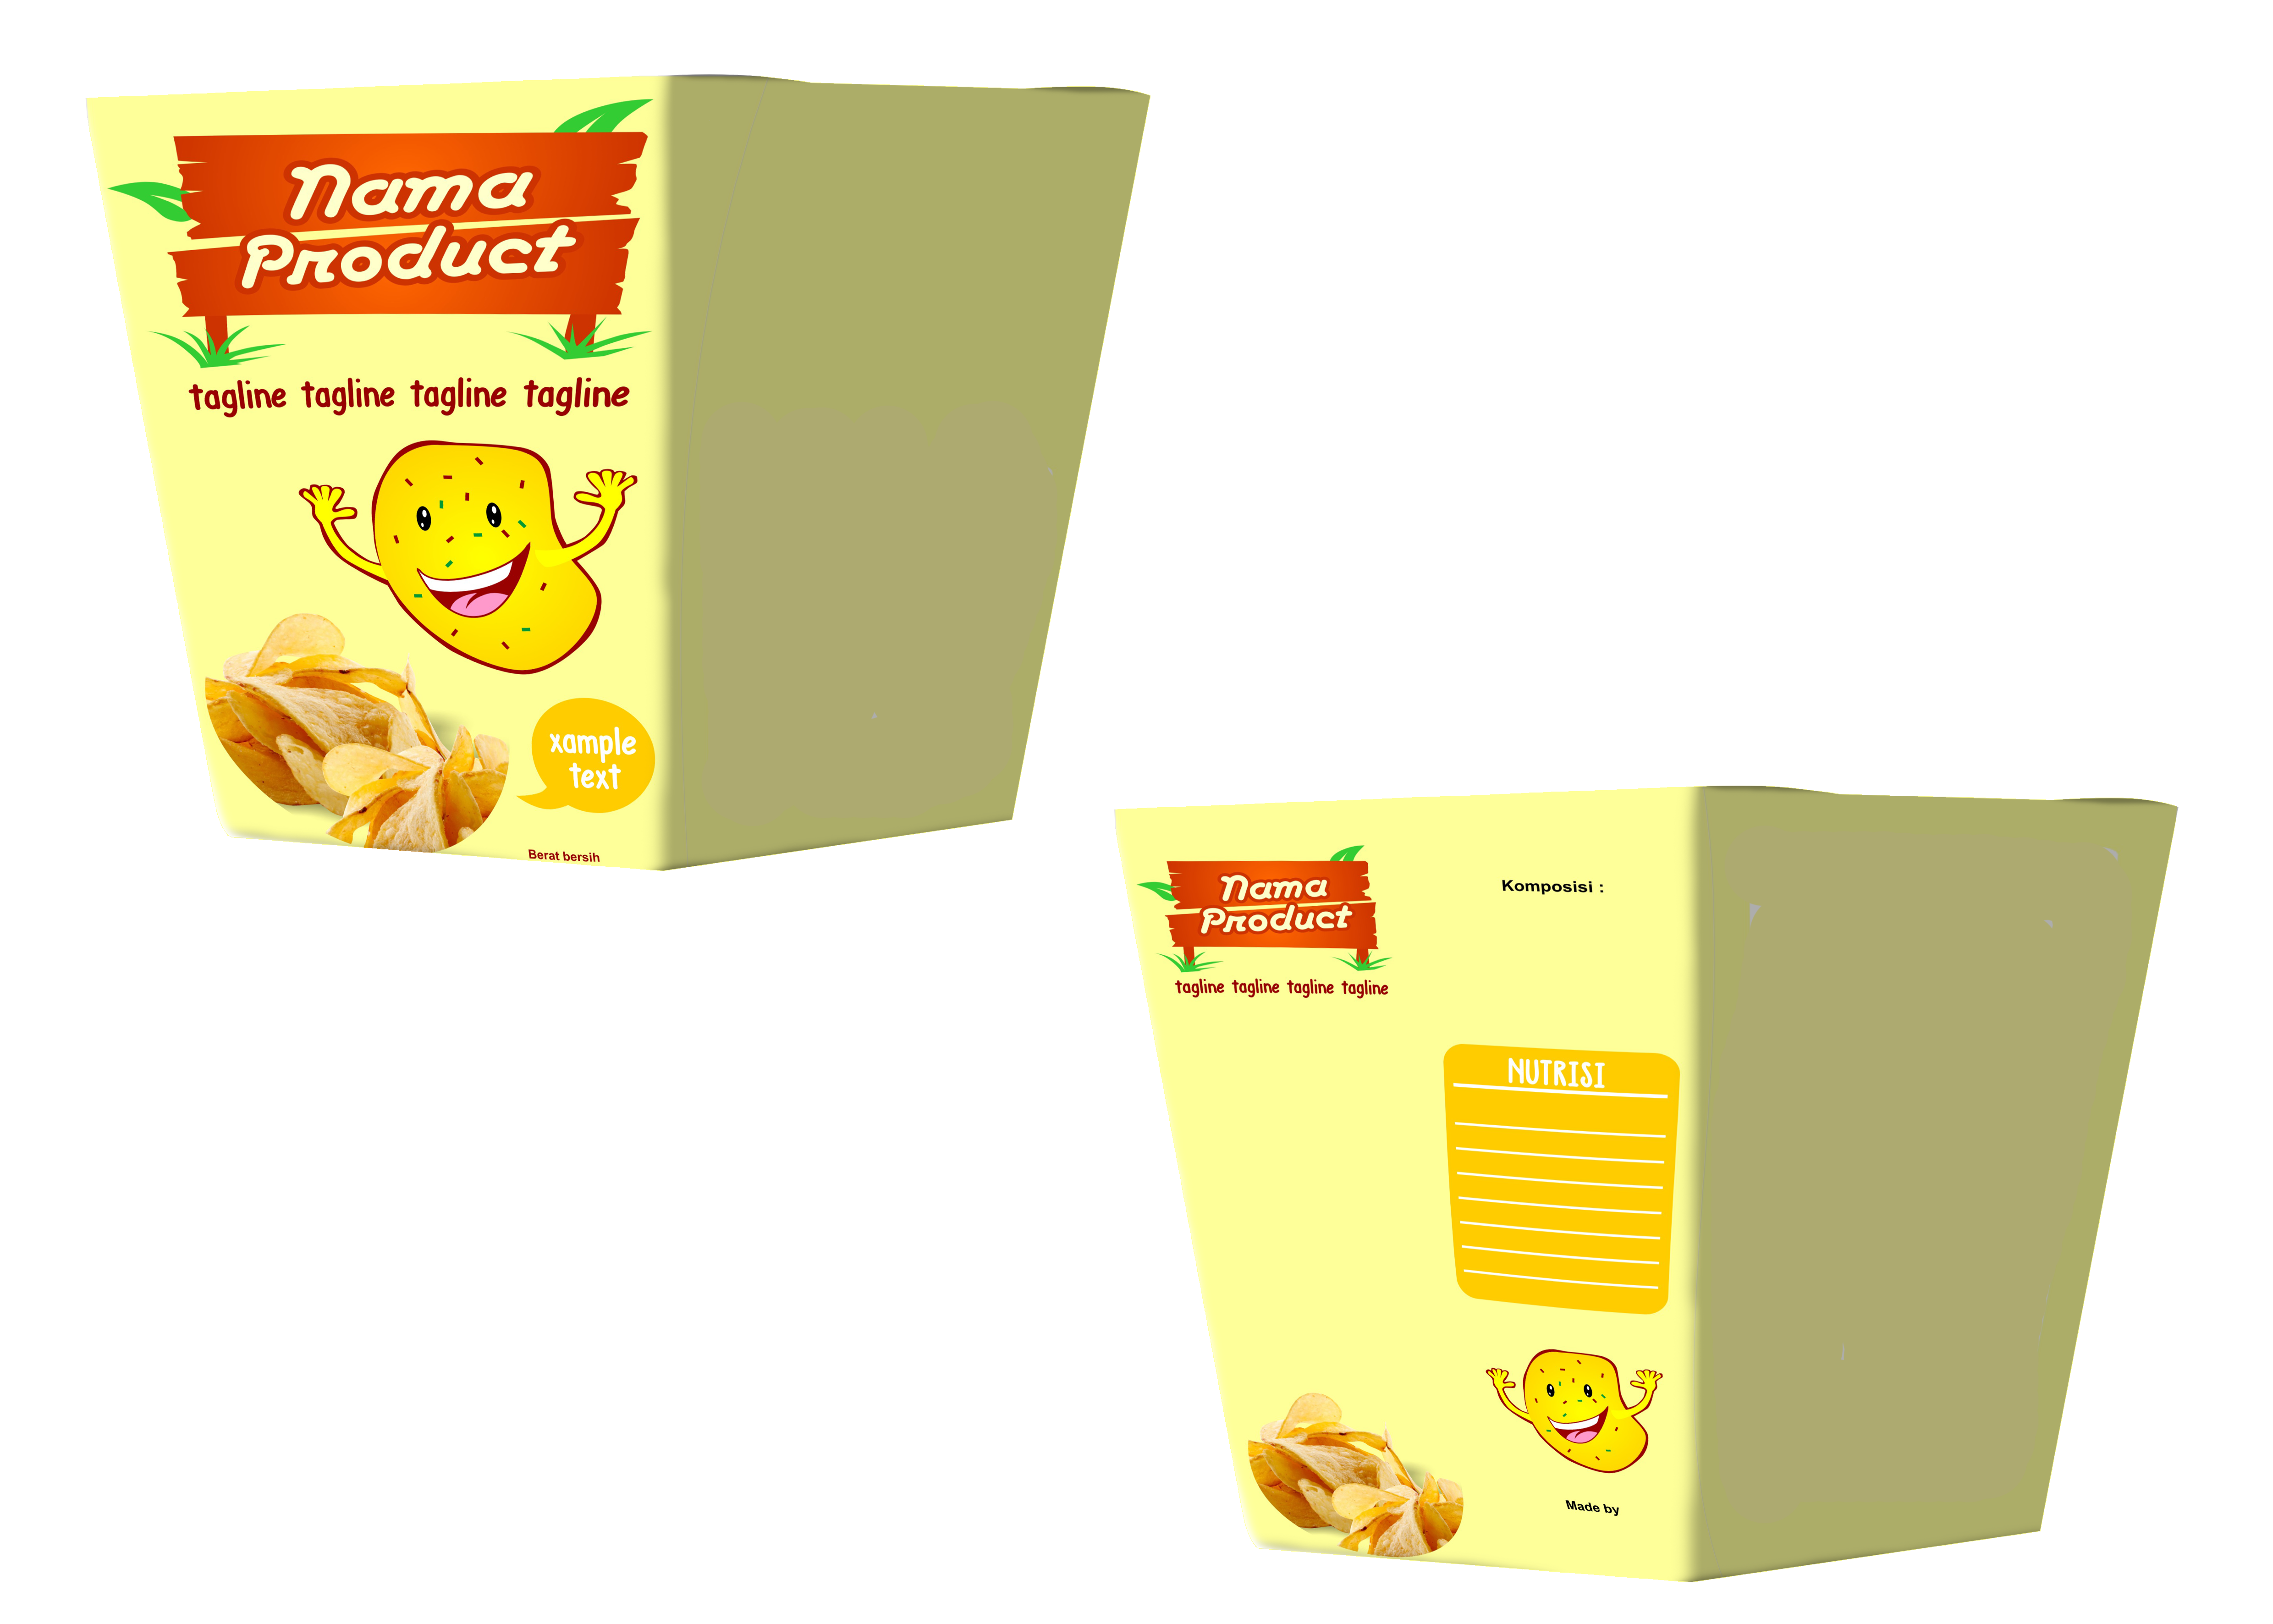 Nama
Product
tagline tagline tagline tagline
xample
text
Berat bersih
Nama
Product
tagline tagline tagline tagline
Komposisi :
NUTRISI
Made by